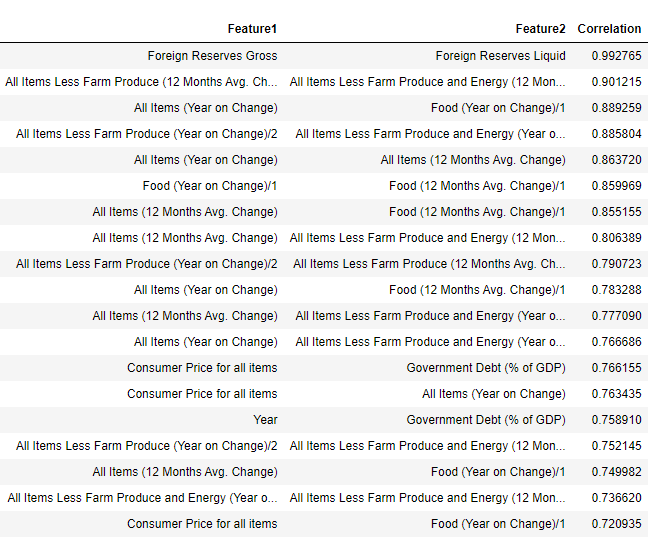 Feature1 Feature2 Correlation
Foreign Reserves Gross Foreign Reserves Liquid 0.992765
All Items Less Farm Produce (12 Months Avg. Ch... All Items Less Farm Produce and Energy (12 Mon... 0.901215
All Items (Year on Change) Food (Year on Change)/1 0.889259
All Items Less Farm Produce (Year on Change)/2 All Items Less Farm Produce and Energy (Year o... 0.885804
All Items (Year on Change) All Items (12 Months Avg. Change) 0.863720
Food (Year on Change)/1 Food (12 Months Avg. Change)/1 0.859969
All Items (12 Months Avg. Change) Food (12 Months Avg. Change)/1 0.855155
All Items (12 Months Avg. Change) All Items Less Farm Produce and Energy (12 Mon... 0.806389
All Items Less Farm Produce (Year on Change)/2 All Items Less Farm Produce (12 Months Avg. Ch... 0.790723
All Items (Year on Change) Food (12 Months Avg. Change)/1 0.783288
All Items (12 Months Avg. Change) All Items Less Farm Produce and Energy (Year o... 0.777090
All Items (Year on Change) All Items Less Farm Produce and Energy (Year o... 0.766686
Consumer Price for all items Government Debt (% of GDP) 0.766155
Consumer Price for all items All Items (Year on Change) 0.763435
Year Government Debt (% of GDP) 0.758910
All Items Less Farm Produce (Year on Change)/2 All Items Less Farm Produce and Energy (12 Mon... 0.752145
All Items (12 Months Avg. Change) Food (Year on Change)/1 0.749982
All Items Less Farm Produce and Energy (Year o... All Items Less Farm Produce and Energy (12 Mon... 0.736620
Consumer Price for all items Food (Year on Change)/1 0.720935